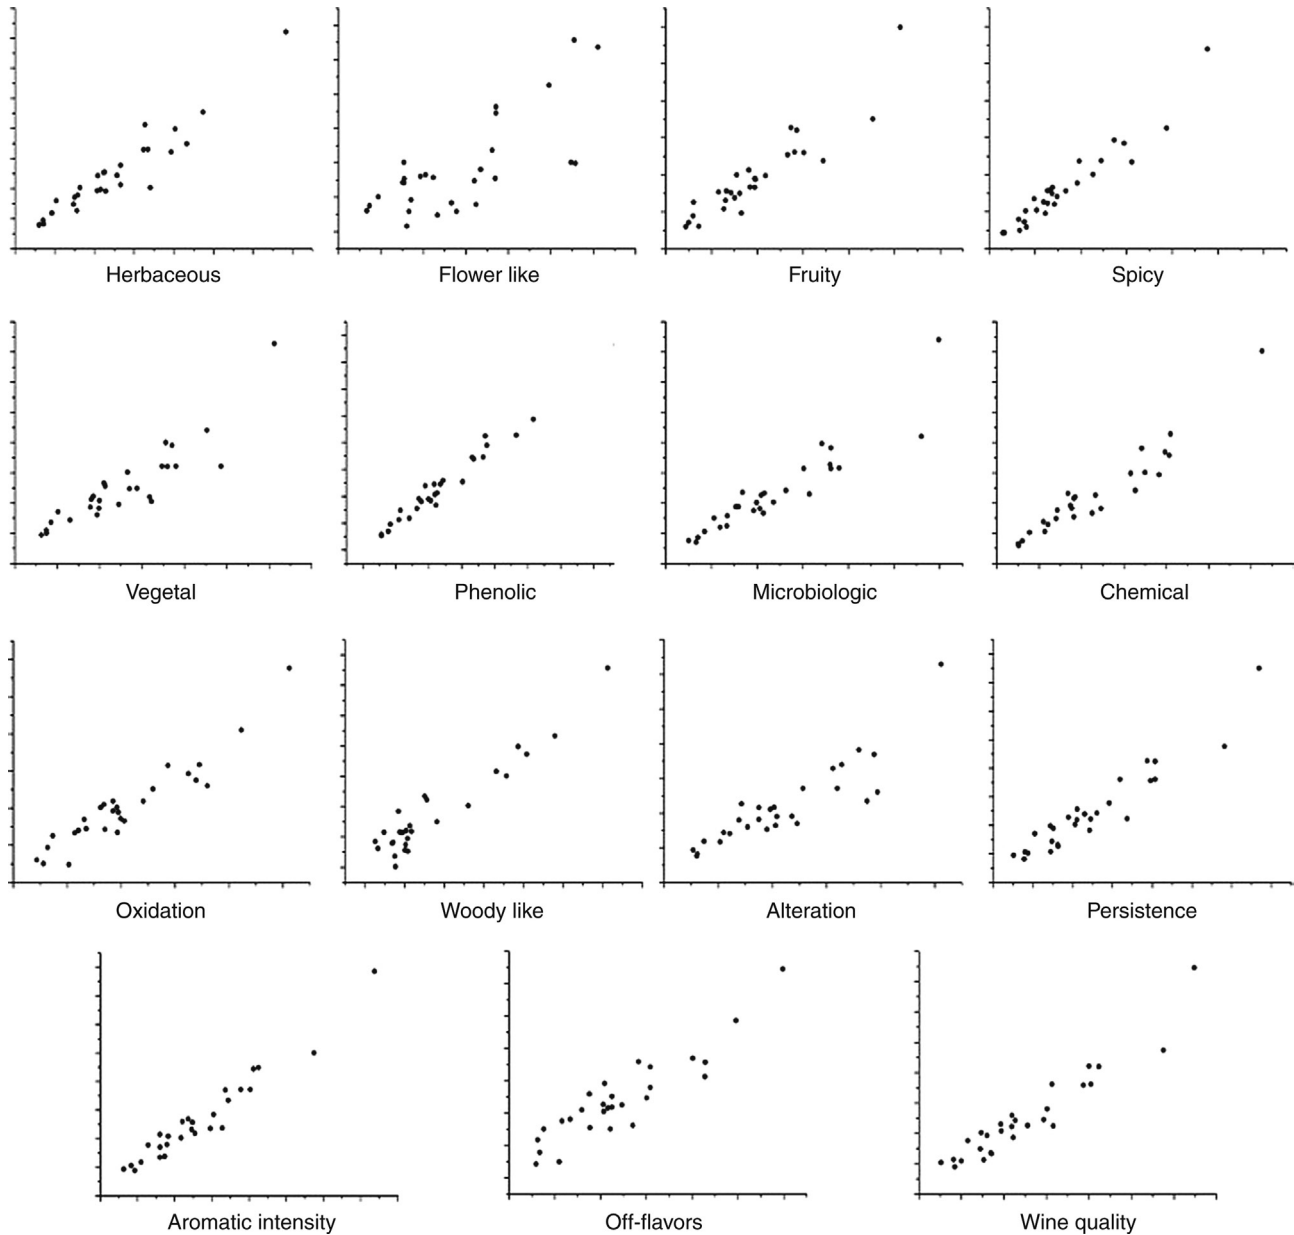 Herbaceous
Flower like
Fruity
Spicy
Vegetal
Phenolic
Microbiologic
Chemical
Oxidation
Woody like
Alteration
Persistence
Aromatic intensity
Off-flavors
Wine quality